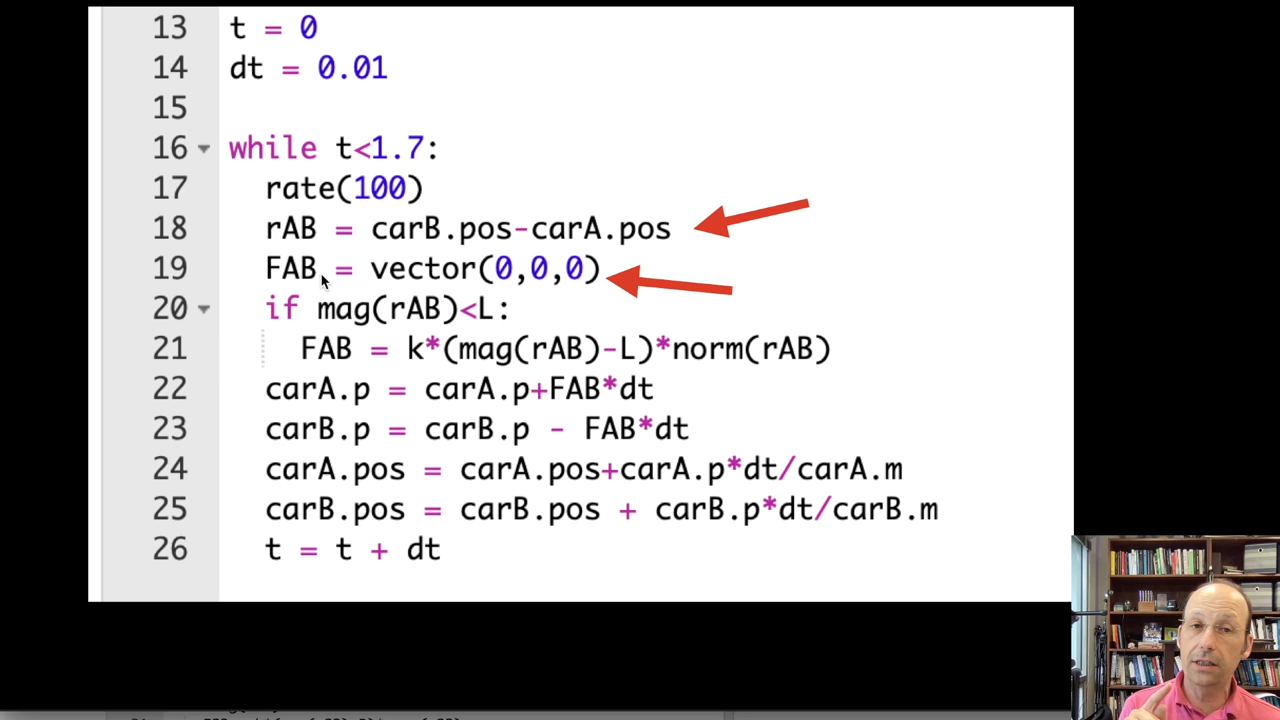 13 t = 0
14 dt = 0.01
15
16 while t<1.7:
17 rate(100)
18 rAB = carB.pos-carA.pos
19 FAB = vector(0,0,0)
20 if mag(rAB)<L:
21 FAB = k*(mag(rAB)-L)*norm(rAB)
22 carA.p = carA.p+FAB*dt
23 carB.p = carB.p - FAB*dt
24 carA.pos = carA.pos+carA.p*dt/carA.m
25 carB.pos = carB.pos + carB.p*dt/carB.m
26 t = t + dt